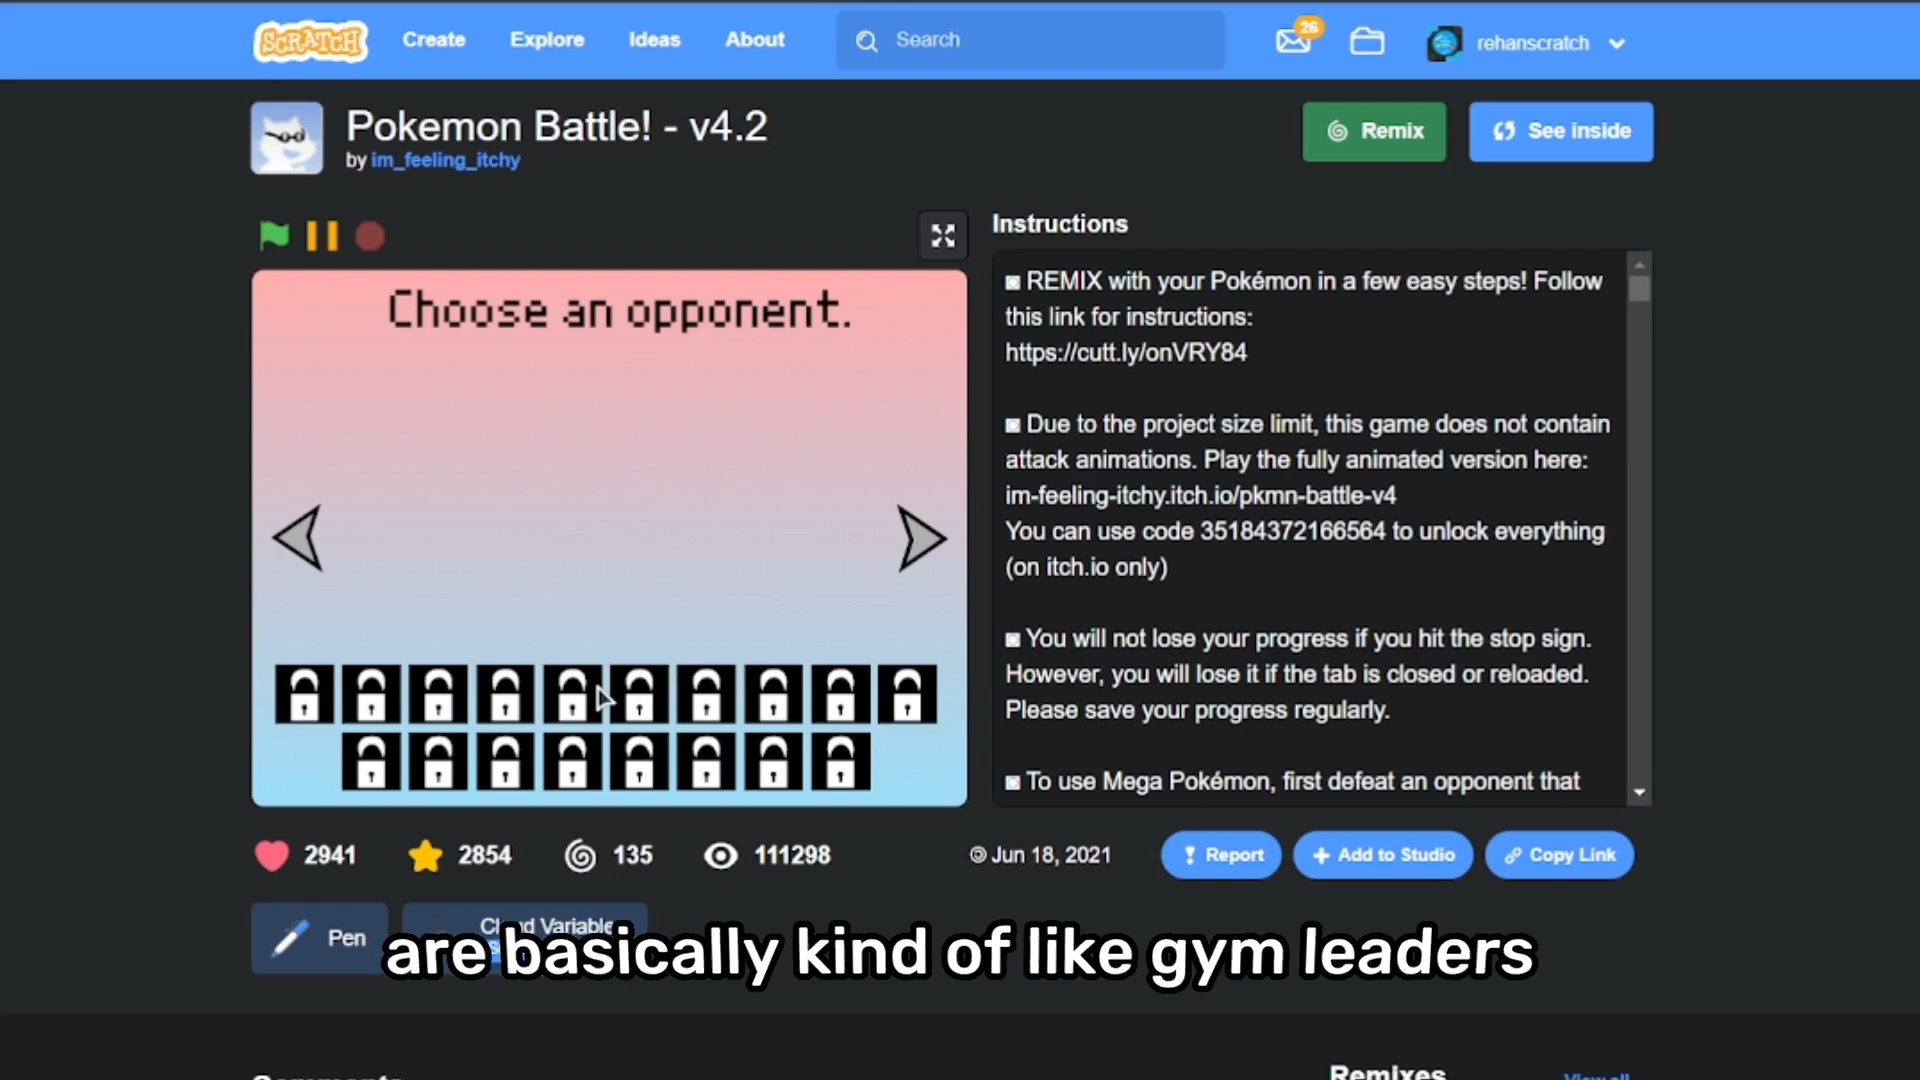 SCRATCH Create Explore Ideas About Search 26 rehanscratch
Pokemon Battle! - v4.2
by im_feeling_itchy
Remix See inside
Instructions
Choose an opponent.
◙ REMIX with your Pokémon in a few easy steps! Follow
this link for instructions:
https://cutt.ly/onVRY84
◙ Due to the project size limit, this game does not contain
attack animations. Play the fully animated version here:
im-feeling-itchy.itch.io/pkmn-battle-v4
You can use code 35184372166564 to unlock everything
(on itch.io only)
◙ You will not lose your progress if you hit the stop sign.
However, you will lose it if the tab is closed or reloaded.
Please save your progress regularly.
◙ To use Mega Pokémon, first defeat an opponent that
2941 2854 135 111298 © Jun 18, 2021 Report + Add to Studio Copy Link
Pen Cloud Variable
are basically kind of like gym leaders
Comments Remixes View all